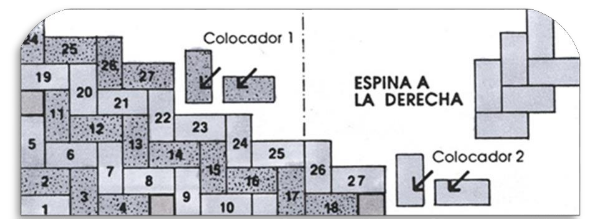 Colocador 1
ESPINA A
LA DERECHA
Colocador 2
24 25 26 27
19 20 21 22 23 24 25 26 27
11 12 13 14 15 16 17 18
5 6 7 8 9 10
2 3 4
1